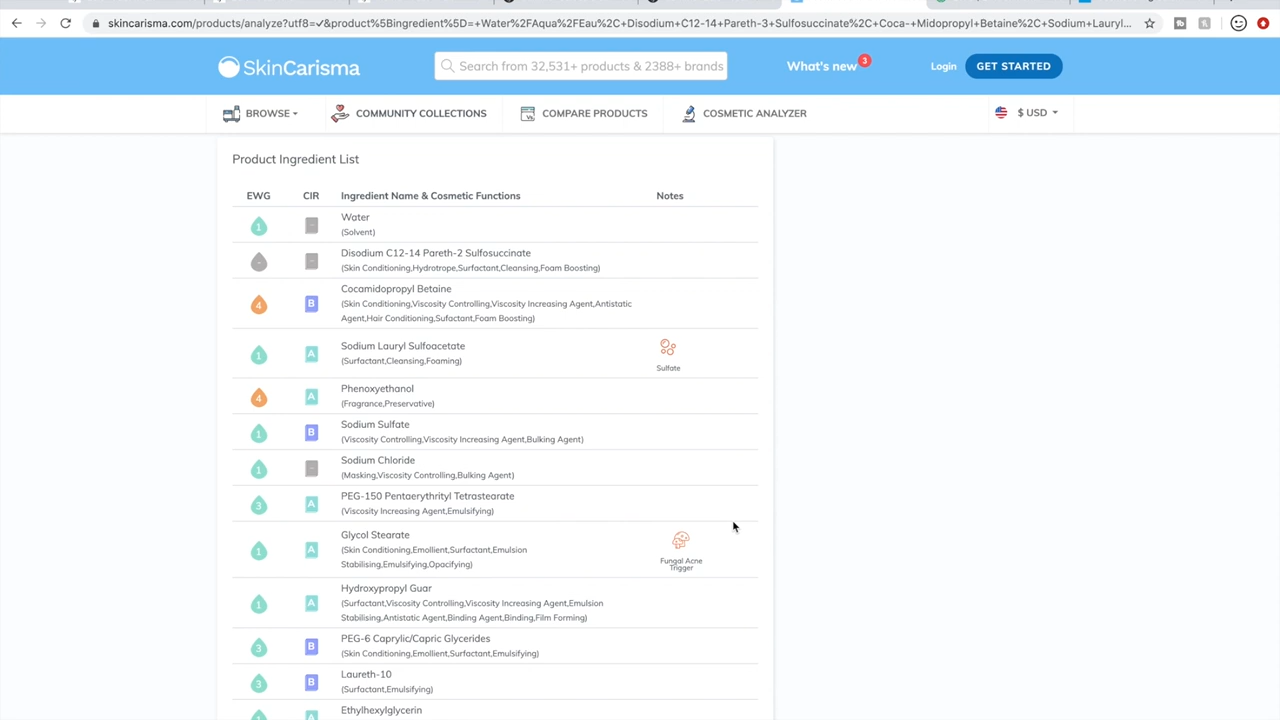 skincarisma.com/products/analyze?utf8=✓&product%5Bingredient%5D=+Water%2FAqua%2FEau%2C+Disodium+C12-14+Pareth-3+Sulfosuccinate%2C+Coca-+Midopropyl+Betaine%2C+Sodium+Lauryl...
SkinCarisma
Search from 32,531+ products & 2388+ brands
What's new
3
Login
GET STARTED
BROWSE
COMMUNITY COLLECTIONS
Vs
COMPARE PRODUCTS
COSMETIC ANALYZER
$ USD
Product Ingredient List
EWG CIR Ingredient Name & Cosmetic Functions Notes
1 - Water
(Solvent)
- - Disodium C12-14 Pareth-2 Sulfosuccinate
(Skin Conditioning,Hydrotrope,Surfactant,Cleansing,Foam Boosting)
4 B Cocamidopropyl Betaine
(Skin Conditioning,Viscosity Controlling,Viscosity Increasing Agent,Antistatic
Agent,Hair Conditioning,Sufactant,Foam Boosting)
1 A Sodium Lauryl Sulfoacetate
(Surfactant,Cleansing,Foaming)
Sulfate
4 A Phenoxyethanol
(Fragrance,Preservative)
1 B Sodium Sulfate
(Viscosity Controlling,Viscosity Increasing Agent,Bulking Agent)
1 - Sodium Chloride
(Masking,Viscosity Controlling,Bulking Agent)
3 A PEG-150 Pentaerythrityl Tetrastearate
(Viscosity Increasing Agent,Emulsifying)
1 A Glycol Stearate
(Skin Conditioning,Emollient,Surfactant,Emulsion
Stabilising,Emulsifying,Opacifying)
Fungal Acne
Trigger
1 A Hydroxypropyl Guar
(Surfactant,Viscosity Controlling,Viscosity Increasing Agent,Emulsion
Stabilising,Antistatic Agent,Binding Agent,Binding,Film Forming)
3 B PEG-6 Caprylic/Capric Glycerides
(Skin Conditioning,Emollient,Surfactant,Emulsifying)
3 B Laureth-10
(Surfactant,Emulsifying)
1 A Ethylhexylglycerin